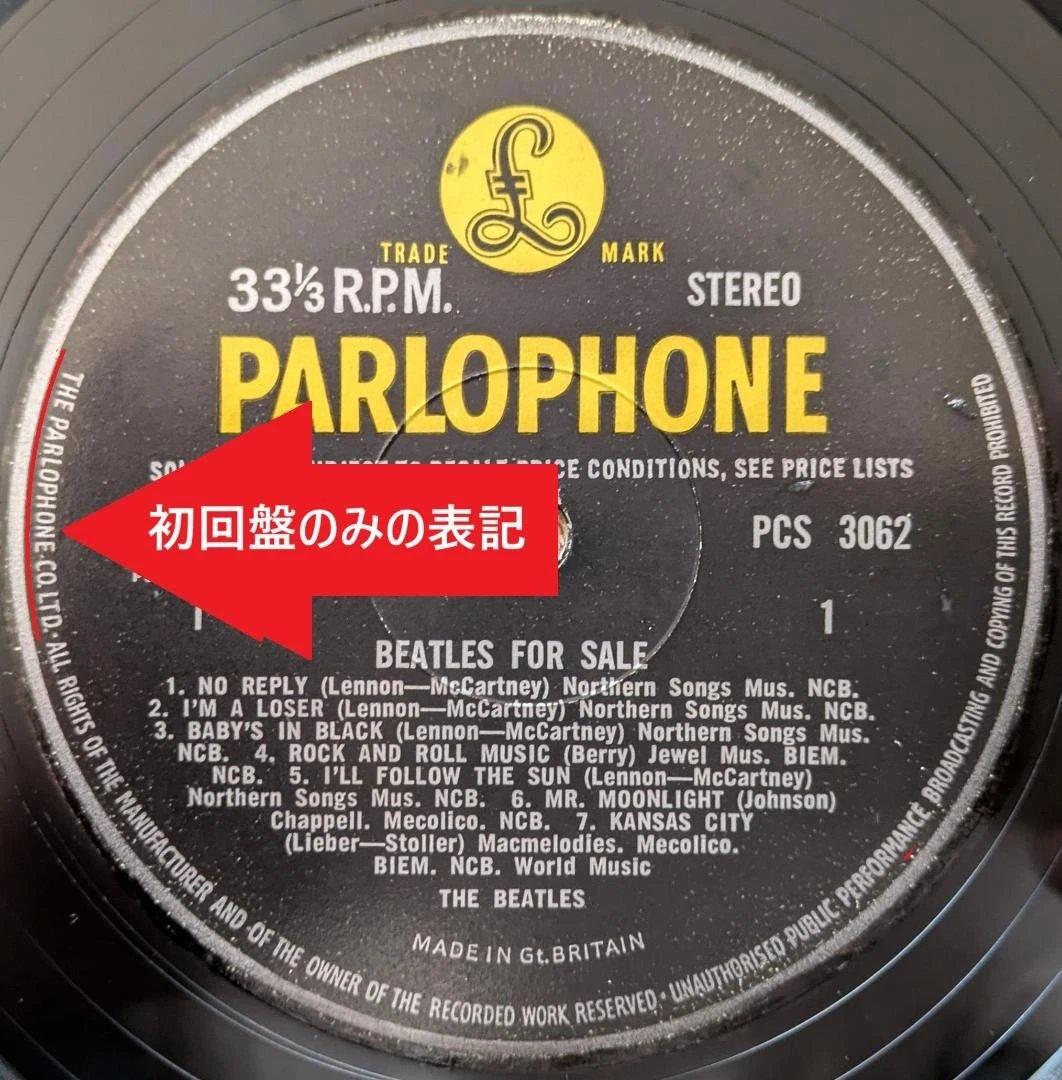 TRADE MARK
33⅓ R.P.M. STEREO
PARLOPHONE
PRICE CONDITIONS, SEE PRICE LISTS
初回盤のみの表記
PCS 3062
1 1
BEATLES FOR SALE
1. NO REPLY (Lennon—McCartney) Northern Songs Mus. NCB.
2. I'M A LOSER (Lennon—McCartney) Northern Songs Mus. NCB.
3. BABY'S IN BLACK (Lennon—McCartney) Northern Songs Mus.
NCB. 4. ROCK AND ROLL MUSIC (Berry) Jewel Mus. BIEM.
NCB. 5. I'LL FOLLOW THE SUN (Lennon—McCartney)
Northern Songs Mus. NCB. 6. MR. MOONLIGHT (Johnson)
Chappell. Mecolico. NCB. 7. KANSAS CITY
(Lieber—Stoller) Macmelodies. Mecolico.
BIEM. NCB. World Music
THE BEATLES
MADE IN Gt. BRITAIN
THE PARLOPHONE CO. LTD. · ALL RIGHTS OF THE MANUFACTURER AND OF THE OWNER OF THE RECORDED WORK RESERVED · UNAUTHORISED PUBLIC PERFORMANCE BROADCASTING AND COPYING OF THIS RECORD PROHIBITED